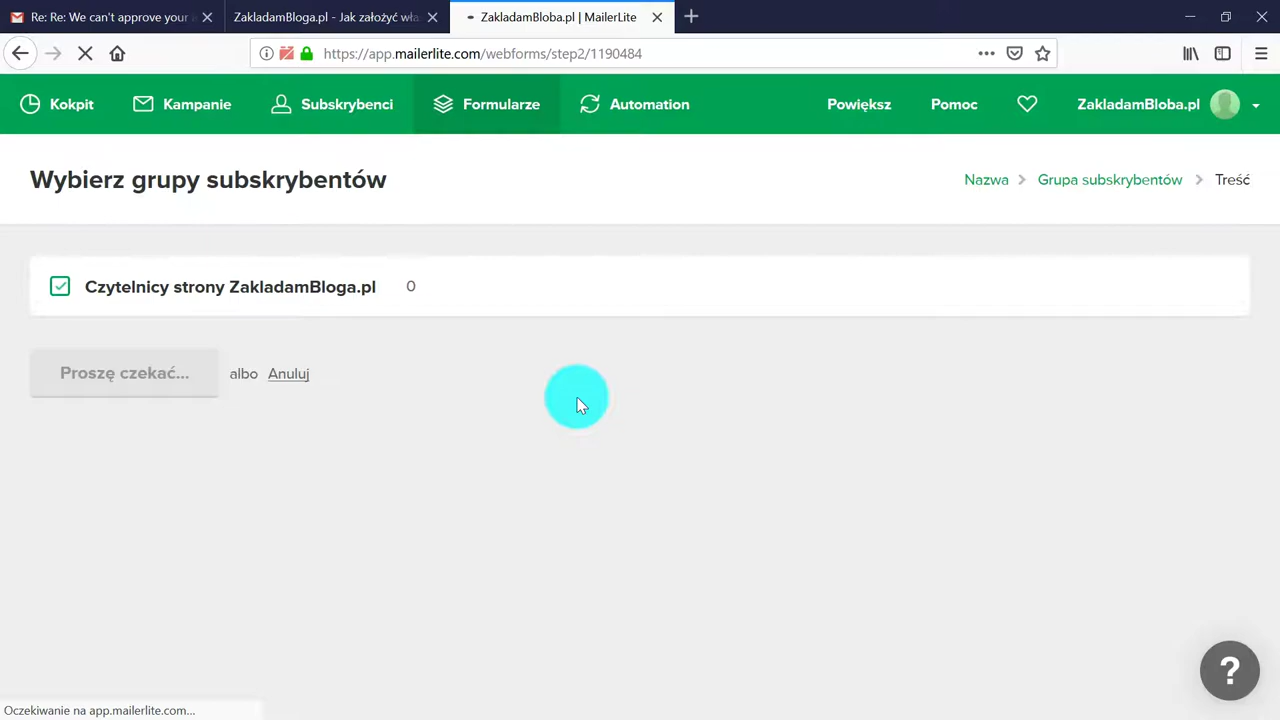 Re: Re: We can't approve your
ZakladamBloga.pl - Jak założyć wła
ZakladamBloba.pl | MailerLite
https://app.mailerlite.com/webforms/step2/1190484
Kokpit
Kampanie
Subskrybenci
Formularze
Automation
Powiększ
Pomoc
ZakladamBloba.pl
Wybierz grupy subskrybentów
Nazwa > Grupa subskrybentów > Treść
Czytelnicy strony ZakladamBloga.pl 0
Proszę czekać... albo Anuluj
?
Oczekiwanie na app.mailerlite.com...